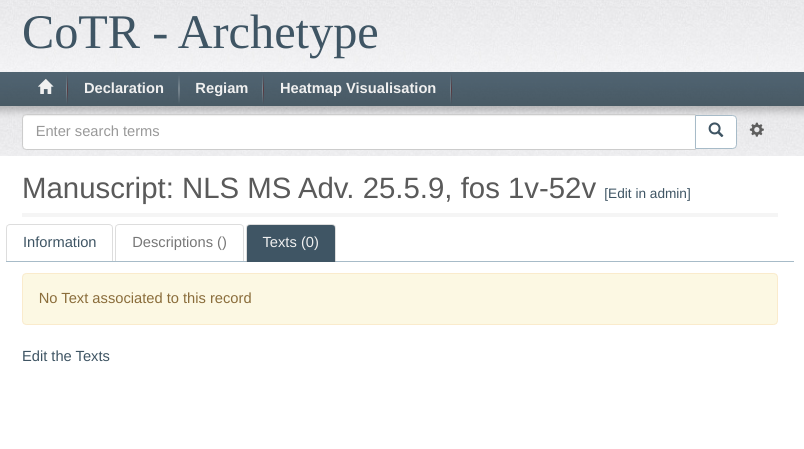 CoTR - Archetype
Declaration Regiam Heatmap Visualisation
Enter search terms
Manuscript: NLS MS Adv. 25.5.9, fos 1v-52v [Edit in admin]
Information Descriptions () Texts (0)
No Text associated to this record
Edit the Texts